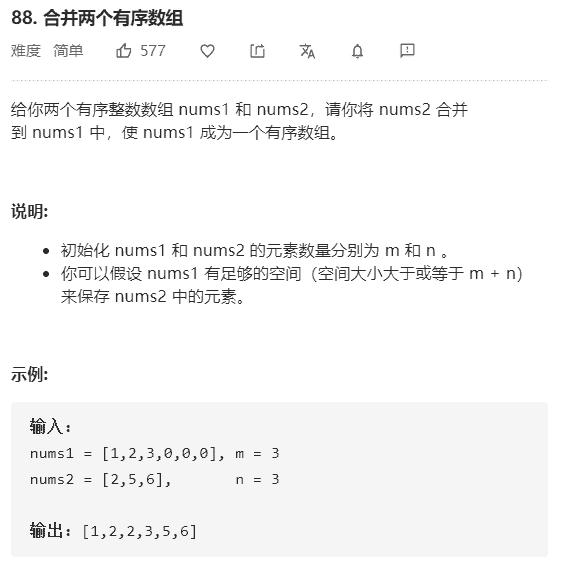 88. 合并两个有序数组
难度 简单 577
给你两个有序整数数组 nums1 和 nums2，请你将 nums2 合并
到 nums1 中，使 nums1 成为一个有序数组。
说明:
初始化 nums1 和 nums2 的元素数量分别为 m 和 n 。
你可以假设 nums1 有足够的空间（空间大小大于或等于 m + n）
来保存 nums2 中的元素。
示例:
输入：
nums1 = [1,2,3,0,0,0], m = 3
nums2 = [2,5,6],       n = 3
输出：[1,2,2,3,5,6]